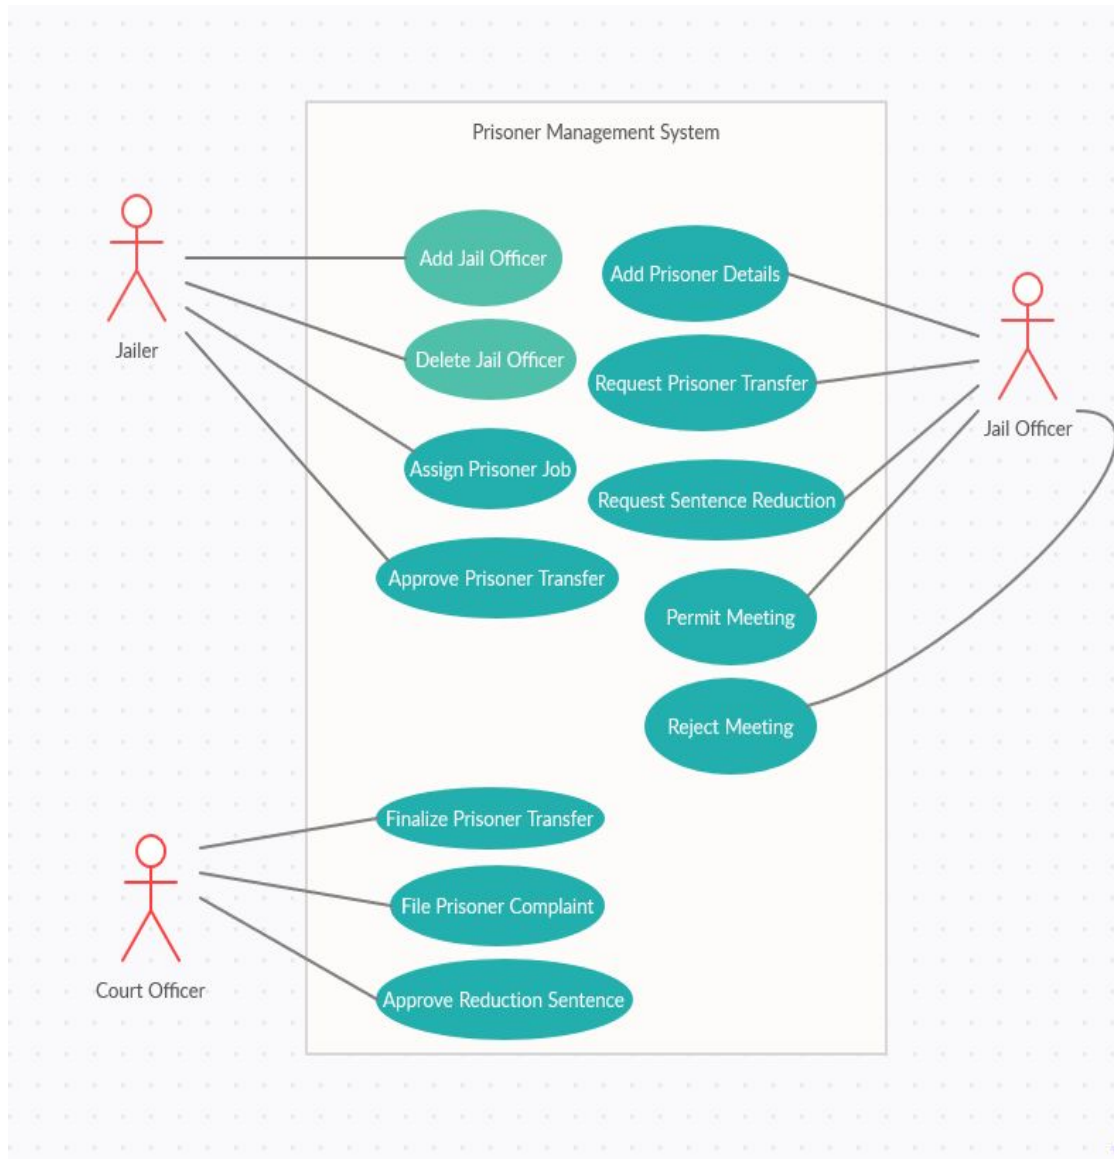 Prisoner Management System
Jailer
Add Jail Officer
Delete Jail Officer
Assign Prisoner Job
Approve Prisoner Transfer
Add Prisoner Details
Request Prisoner Transfer
Request Sentence Reduction
Permit Meeting
Reject Meeting
Jail Officer
Finalize Prisoner Transfer
File Prisoner Complaint
Approve Reduction Sentence
Court Officer